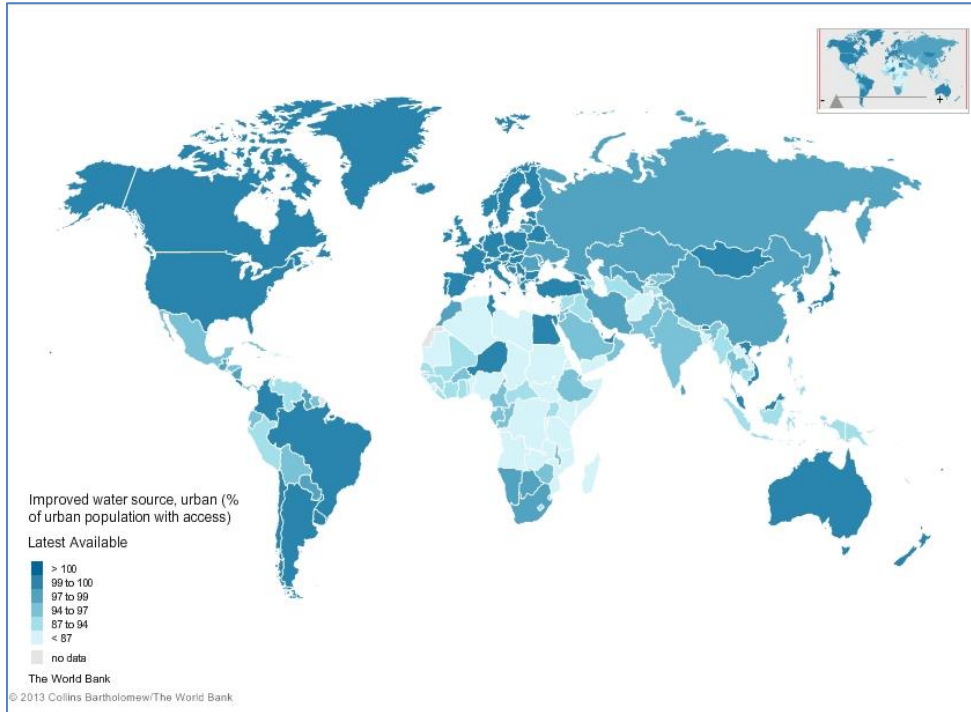 -
+
Improved water source, urban (%
of urban population with access)
Latest Available
> 100
99 to 100
97 to 99
94 to 97
87 to 94
< 87
no data
The World Bank
© 2013 Collins Bartholomew/The World Bank